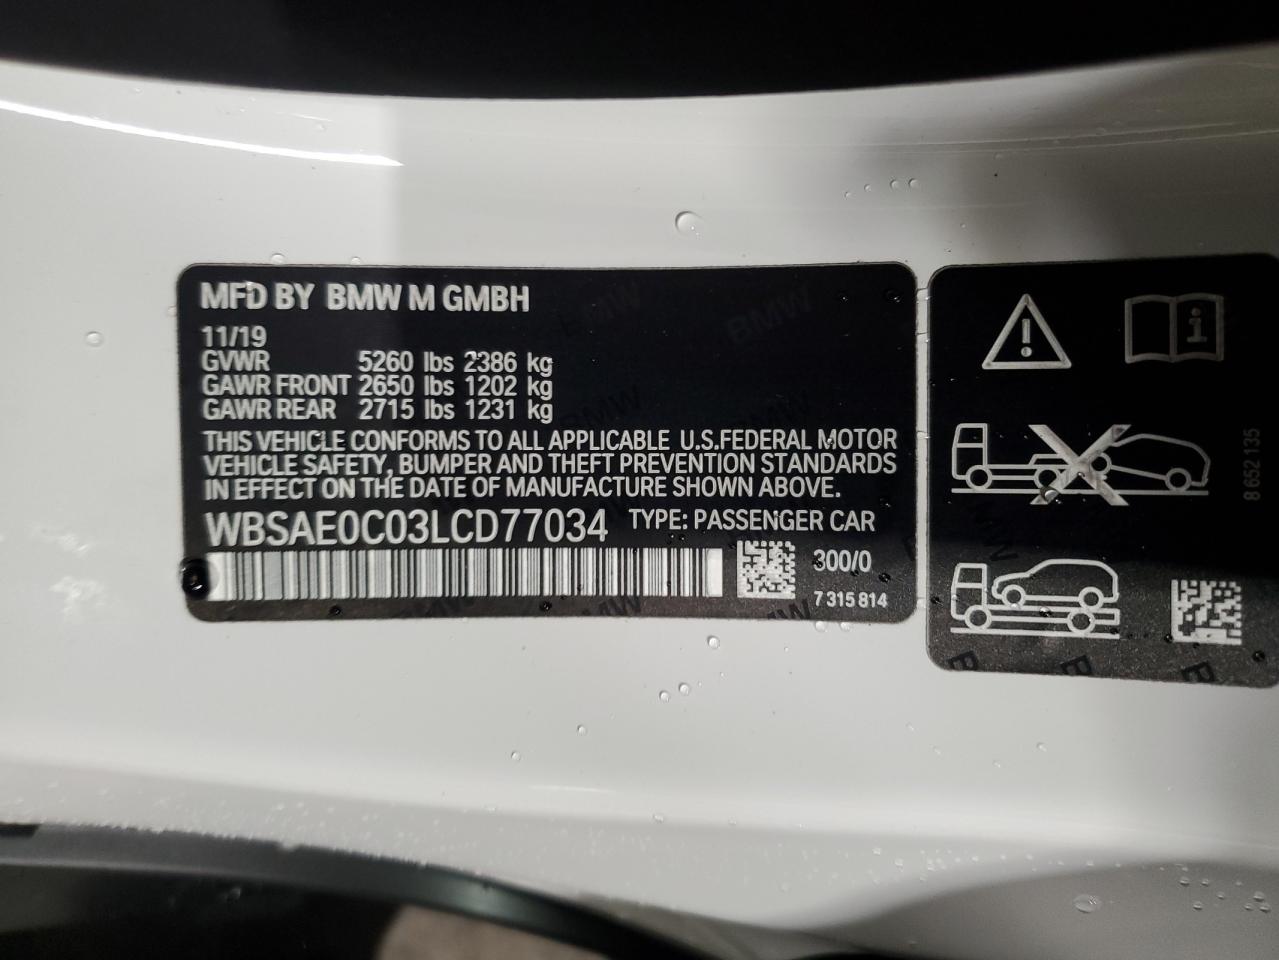 MFD BY BMW M GMBH
11/19
GVWR 5260 lbs 2386 kg
GAWR FRONT 2650 lbs 1202 kg
GAWR REAR 2715 lbs 1231 kg
THIS VEHICLE CONFORMS TO ALL APPLICABLE U.S.FEDERAL MOTOR
VEHICLE SAFETY, BUMPER AND THEFT PREVENTION STANDARDS
IN EFFECT ON THE DATE OF MANUFACTURE SHOWN ABOVE.
WBSAE0C03LCD77034 TYPE: PASSENGER CAR
300/0
7 315 814
8 652 135